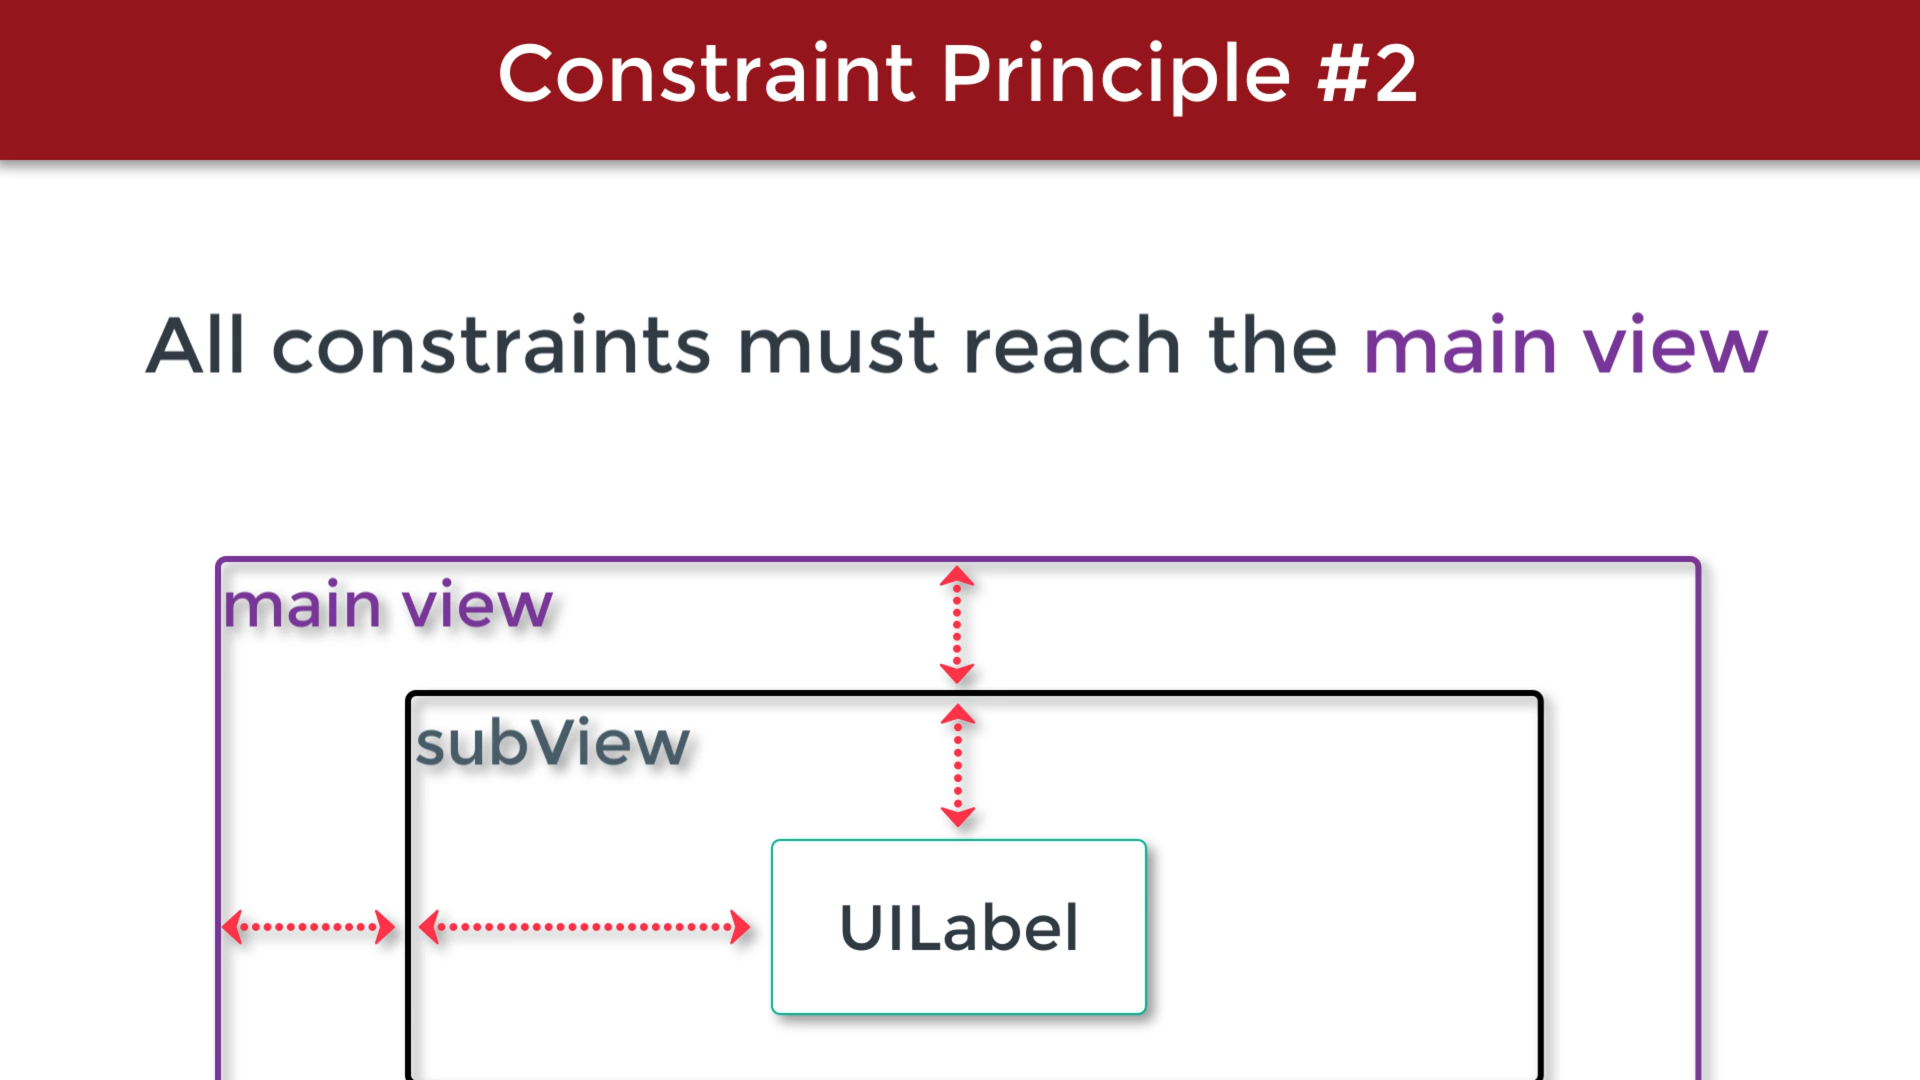 Constraint Principle #2
All constraints must reach the main view
main view
subView
UILabel